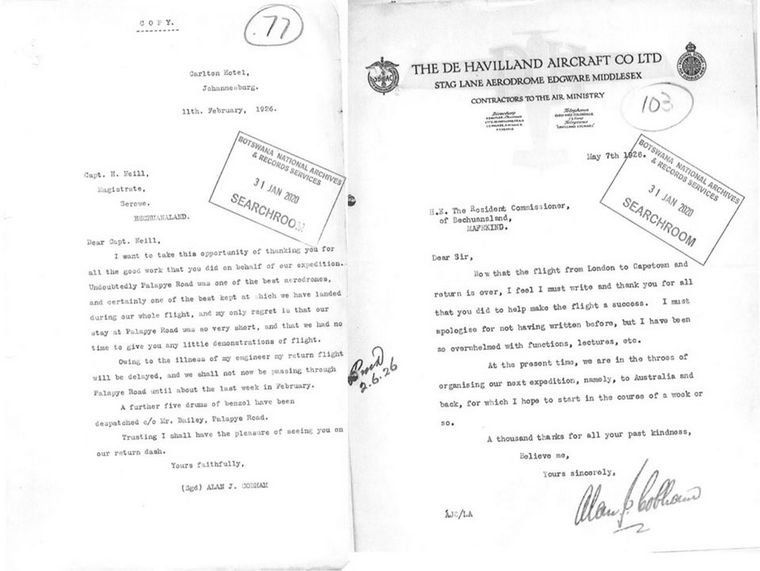 COPY.
77
Carlton Hotel,
Johannesburg.
11th. February, 1926.
BOTSWANA NATIONAL ARCHIVES
& RECORDS SERVICES
31 JAN 2020
SEARCHROOM
Capt. H. Neill,
Magistrate,
Serowe.
BECHUANALAND.
Dear Capt. Neill,
I want to take this opportunity of thanking you for
all the good work that you did on behalf of our expedition.
Undoubtedly Palapye Road was one of the best aerodromes,
and certainly one of the best kept at which we have landed
during our whole flight, and my only regret is that our
stay at Palapye Road was so very short, and that we had no
time to give you any little demonstrations of flight.
Owing to the illness of my engineer my return flight
will be delayed, and we shall not now be passing through
Palapye Road until about the last week in February.
A further five drums of benzol have been
despatched c/o Mr. Bailey, Palapye Road.
Trusting I shall have the pleasure of seeing you on
our return dash.
Yours faithfully,
(Sgd) ALAN J. COBHAM
THE DE HAVILLAND AIRCRAFT CO LTD
STAG LANE AERODROME EDGWARE MIDDLESEX
CONTRACTORS TO THE AIR MINISTRY
Directors
Telephone
Telegrams
103
May 7th 1926.
BOTSWANA NATIONAL ARCHIVES
& RECORDS SERVICES
31 JAN 2020
SEARCHROOM
H.E. The Resident Commissioner,
of Bechuanaland,
MAFEKING.
Dear Sir,
Now that the flight from London to Capetown and
return is over, I feel I must write and thank you for all
that you did to help make the flight a success. I must
apologise for not having written before, but I have been
so overwhelmed with functions, lectures, etc.
At the present time, we are in the throes of
organising our next expedition, namely, to Australia and
back, for which I hope to start in the course of a week or
so.
A thousand thanks for all your past kindness,
Believe me,
Yours sincerely,
Alan J. Cobham
AJC/LA
2.6.26